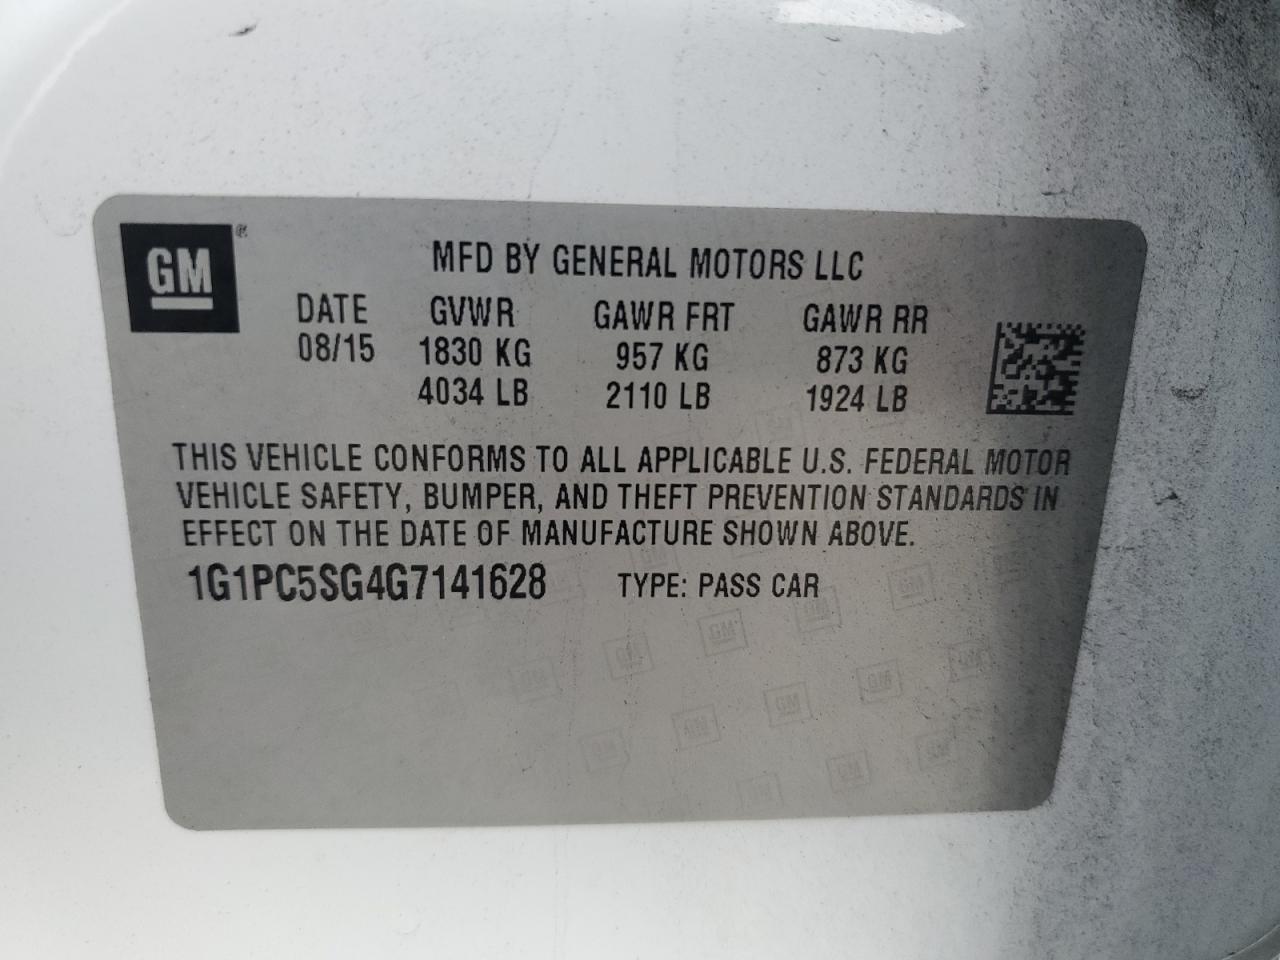 GM®
MFD BY GENERAL MOTORS LLC
DATE GVWR GAWR FRT GAWR RR
08/15 1830 KG 957 KG 873 KG
4034 LB 2110 LB 1924 LB
THIS VEHICLE CONFORMS TO ALL APPLICABLE U.S. FEDERAL MOTOR
VEHICLE SAFETY, BUMPER, AND THEFT PREVENTION STANDARDS IN
EFFECT ON THE DATE OF MANUFACTURE SHOWN ABOVE.
1G1PC5SG4G7141628 TYPE: PASS CAR